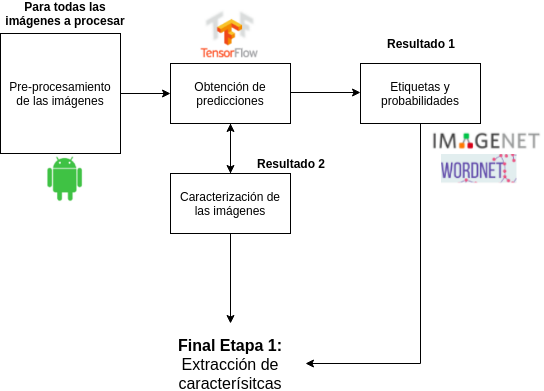 Para todas las
imágenes a procesar
Pre-procesamiento
de las imágenes
TensorFlow
Obtención de
predicciones
Resultado 1
Etiquetas y
probabilidades
IMAGENET
WORDNET
Resultado 2
Caracterización de
las imágenes
Final Etapa 1:
Extracción de
caracterísitcas